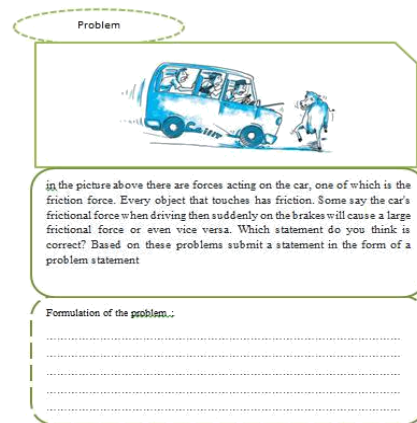 Problem
in the picture above there are forces acting on the car, one of which is the
friction force. Every object that touches has friction. Some say the car's
frictional force when driving then suddenly on the brakes will cause a large
frictional force or even vice versa. Which statement do you think is
correct? Based on these problems submit a statement in the form of a
problem statement
Formulation of the problem :